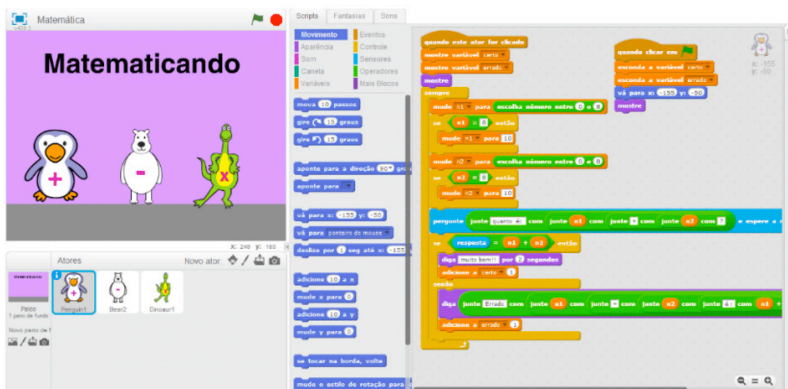 Matemática
v425.1
Matematicando
+
-
x
x: 240 y: 180
Atores
Novo ator:
Matematicando
Palco
1 pano de fundo
Novo pano de f
Penguin1
Bear2
Dinosaur1
Scripts
Fantasias
Sons
Movimento
Eventos
Aparência
Controle
Som
Sensores
Caneta
Operadores
Variáveis
Mais Blocos
mova 10 passos
gire 15 graus
gire 15 graus
aponte para a direção 90 grau
aponte para
vá para x: -155 y: -50
vá para ponteiro do mouse
deslize por 1 seg até x: -155
adicione 10 a x
mude x para 0
adicione 10 a y
mude y para 0
se tocar na borda, volte
mude o estilo de rotação para
quando este ator for clicado
mostre variável certo
mostre variável errado
mostre
sempre
mude n1 para escolha número entre 0 e 8
se n1 = 0 então
mude n1 para 10
mude n2 para escolha número entre 0 e 8
se n2 = 0 então
mude n2 para 10
pergunte junte quanto é: com junte n1 com junte + com junte n2 com ? e espere a r
se resposta = n1 + n2 então
diga muito bem!! por 2 segundos
adicione a certo 1
senão
diga junte Errado com junte n1 com junte + com junte n2 com junte é: com n1 +
adicione a errado 1
quando clicar em
esconda a variável certo
esconda a variável errado
vá para x: -155 y: -50
mostre
x: -155
y: -50